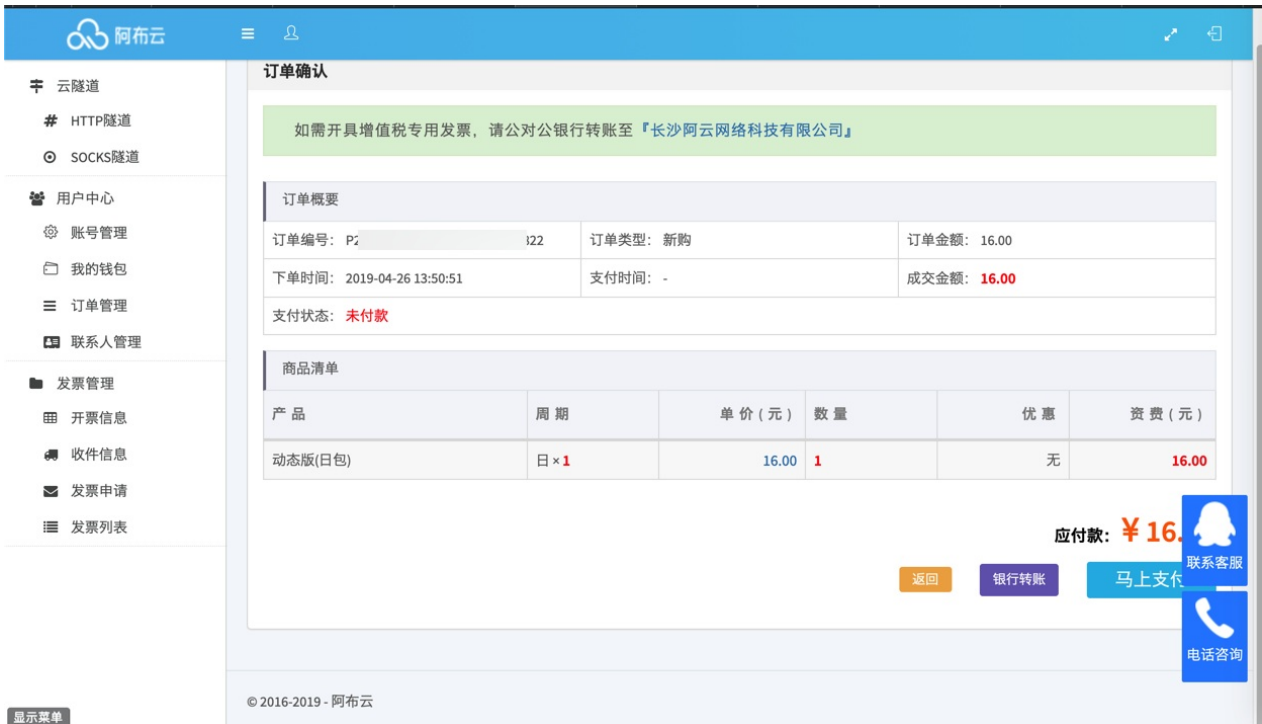 阿布云
云隧道
HTTP隧道
SOCKS隧道
用户中心
账号管理
我的钱包
订单管理
联系人管理
发票管理
开票信息
收件信息
发票申请
发票列表
显示菜单
订单确认
如需开具增值税专用发票，请公对公银行转账至『长沙阿云网络科技有限公司』
订单概要
订单编号： P2 322 订单类型： 新购 订单金额： 16.00
下单时间： 2019-04-26 13:50:51 支付时间： - 成交金额： 16.00
支付状态： 未付款
商品清单
产品 周期 单价(元) 数量 优惠 资费(元)
动态版(日包) 日×1 16.00 1 无 16.00
应付款： ￥16.
返回 银行转账 马上支付
联系客服
电话咨询
© 2016-2019 - 阿布云